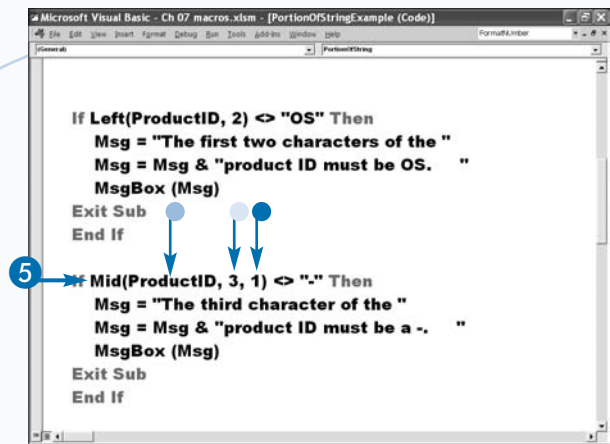 Microsoft Visual Basic - Ch 07 macros.xlsm - [PortionOfStringExample (Code)]
File Edit View Insert Format Debug Run Tools Add-Ins Window Help FormatNumber
(General) PortionOfString
If Left(ProductID, 2) <> "OS" Then
Msg = "The first two characters of the "
Msg = Msg & "product ID must be OS. "
MsgBox (Msg)
Exit Sub
End If
5
If Mid(ProductID, 3, 1) <> "-" Then
Msg = "The third character of the "
Msg = Msg & "product ID must be a -. "
MsgBox (Msg)
Exit Sub
End If